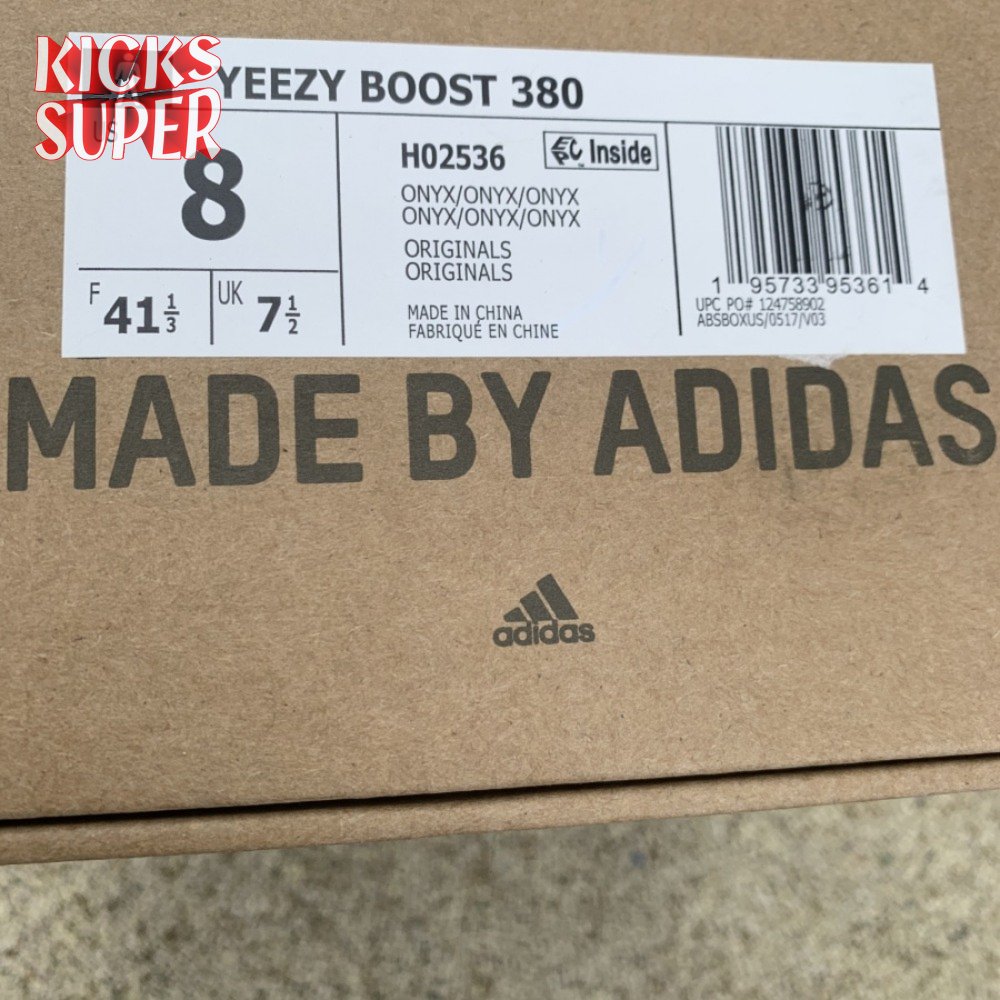 KICKS
SUPER
YEEZY BOOST 380
US
8
F 41 1/3
UK 7 1/2
H02536
EPC Inside
ONYX/ONYX/ONYX
ONYX/ONYX/ONYX
ORIGINALS
ORIGINALS
MADE IN CHINA
FABRIQUÉ EN CHINE
1 95733 95361 4
UPC PO# 124758902
ABSBOXUS/0517/V03
MADE BY ADIDAS
adidas